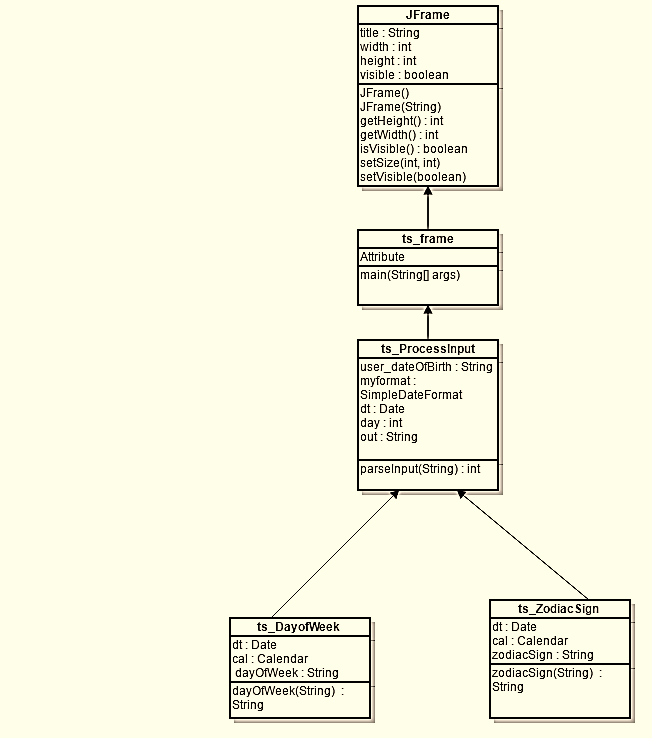 JFrame
title : String
width : int
height : int
visible : boolean
JFrame()
JFrame(String)
getHeight() : int
getWidth() : int
isVisible() : boolean
setSize(int, int)
setVisible(boolean)
ts_frame
Attribute
main(String[] args)
ts_ProcessInput
user_dateOfBirth : String
myformat :
SimpleDateFormat
dt : Date
day : int
out : String
parseInput(String) : int
ts_DayofWeek
dt : Date
cal : Calendar
dayOfWeek : String
dayOfWeek(String) :
String
ts_ZodiacSign
dt : Date
cal : Calendar
zodiacSign : String
zodiacSign(String) :
String